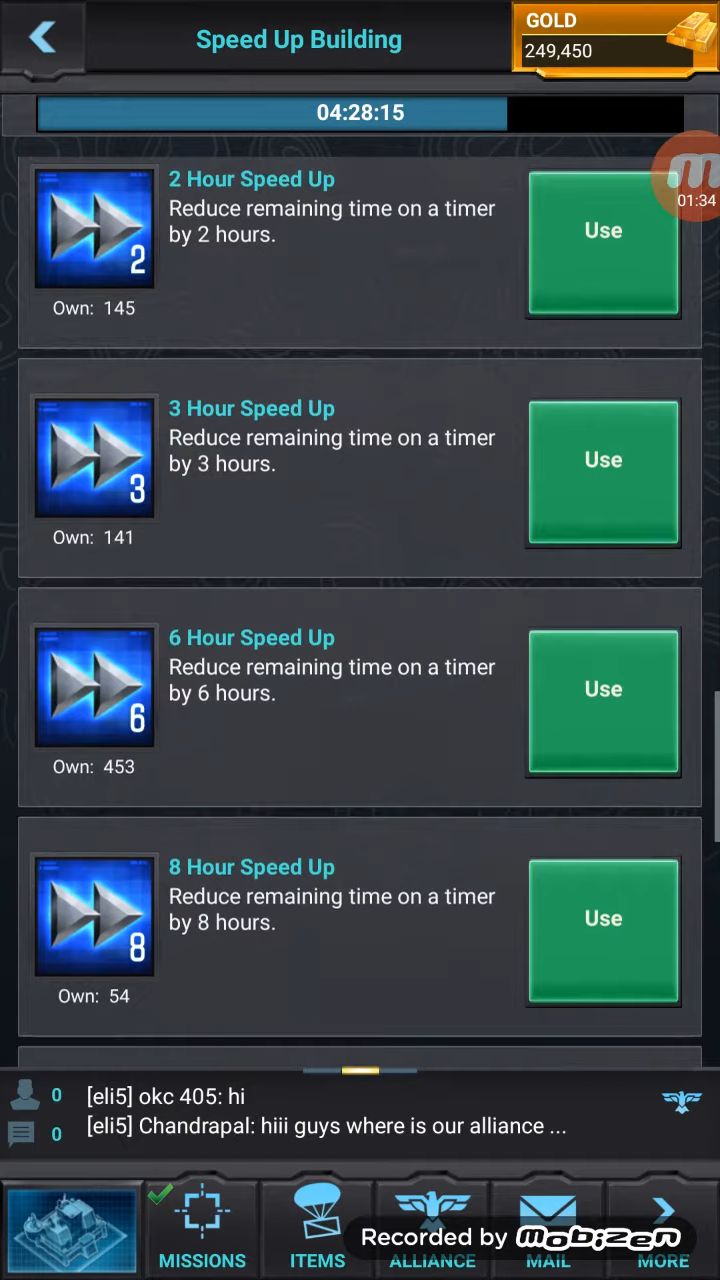 Speed Up Building
GOLD
249,450
04:28:15
01:34
2 Hour Speed Up
Reduce remaining time on a timer
by 2 hours.
2
Own: 145
Use
3 Hour Speed Up
Reduce remaining time on a timer
by 3 hours.
3
Own: 141
Use
6 Hour Speed Up
Reduce remaining time on a timer
by 6 hours.
6
Own: 453
Use
8 Hour Speed Up
Reduce remaining time on a timer
by 8 hours.
8
Own: 54
Use
0 [eli5] okc 405: hi
0 [eli5] Chandrapal: hiii guys where is our alliance ...
Recorded by mobizen
MISSIONS ITEMS ALLIANCE MAIL MORE